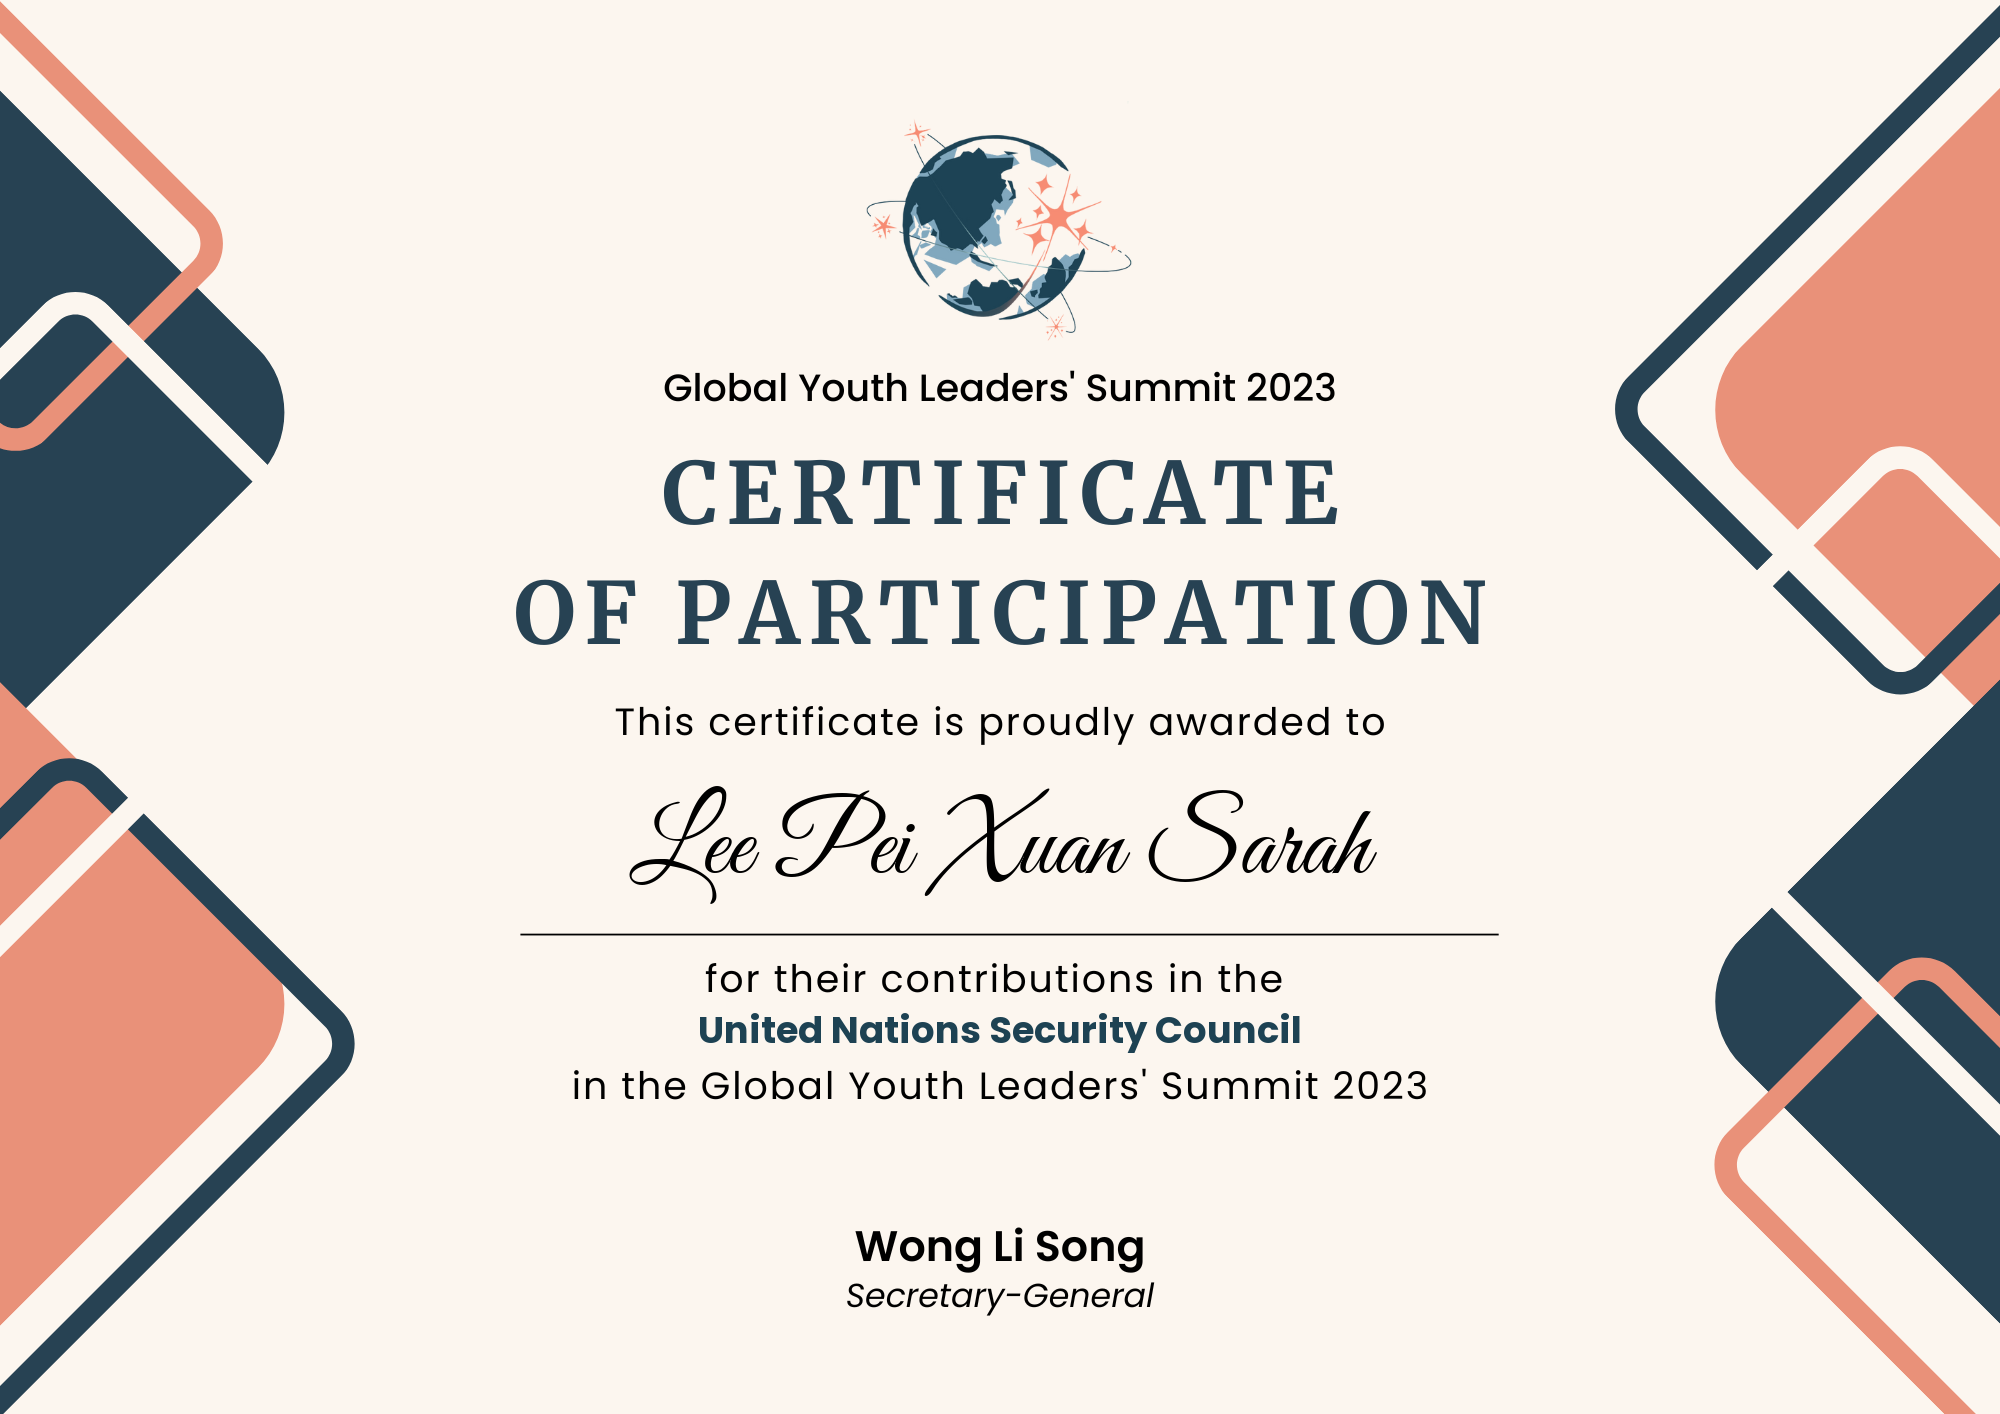 Global Youth Leaders' Summit 2023
CERTIFICATE
OF PARTICIPATION
This certificate is proudly awarded to
Lee Pei Xuan Sarah
for their contributions in the
United Nations Security Council
in the Global Youth Leaders' Summit 2023
Wong Li Song
Secretary-General